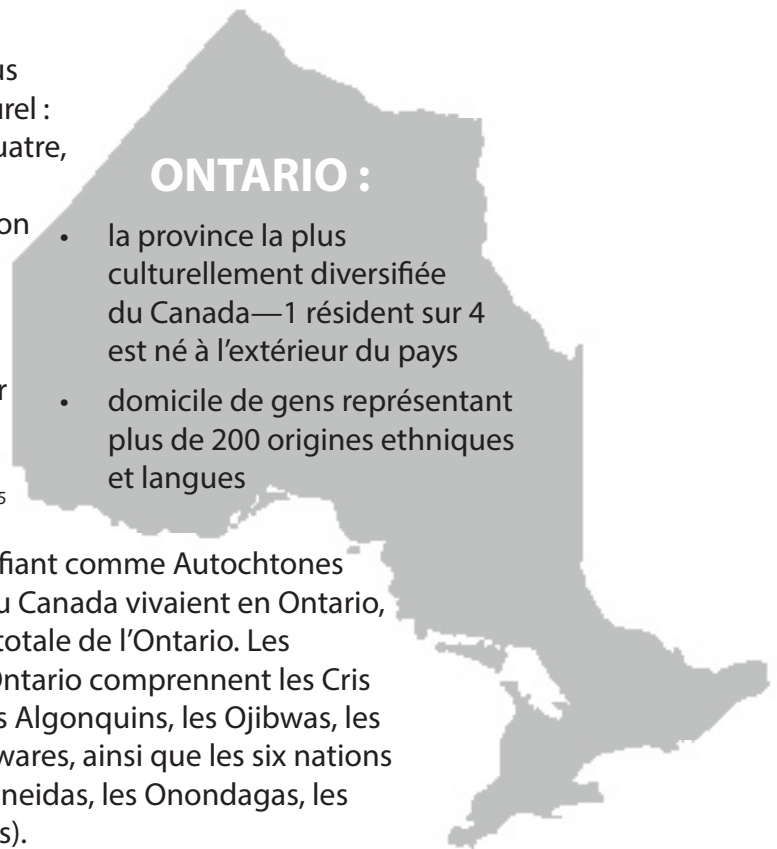 us
urel :
uatre,
on
r
5
ONTARIO :
• la province la plus
culturellement diversifiée
du Canada—1 résident sur 4
est né à l'extérieur du pays
• domicile de gens représentant
plus de 200 origines ethniques
et langues
fiant comme Autochtones
u Canada vivaient en Ontario,
totale de l'Ontario. Les
Ontario comprennent les Cris
s Algonquins, les Ojibwas, les
wares, ainsi que les six nations
neidas, les Onondagas, les
s).